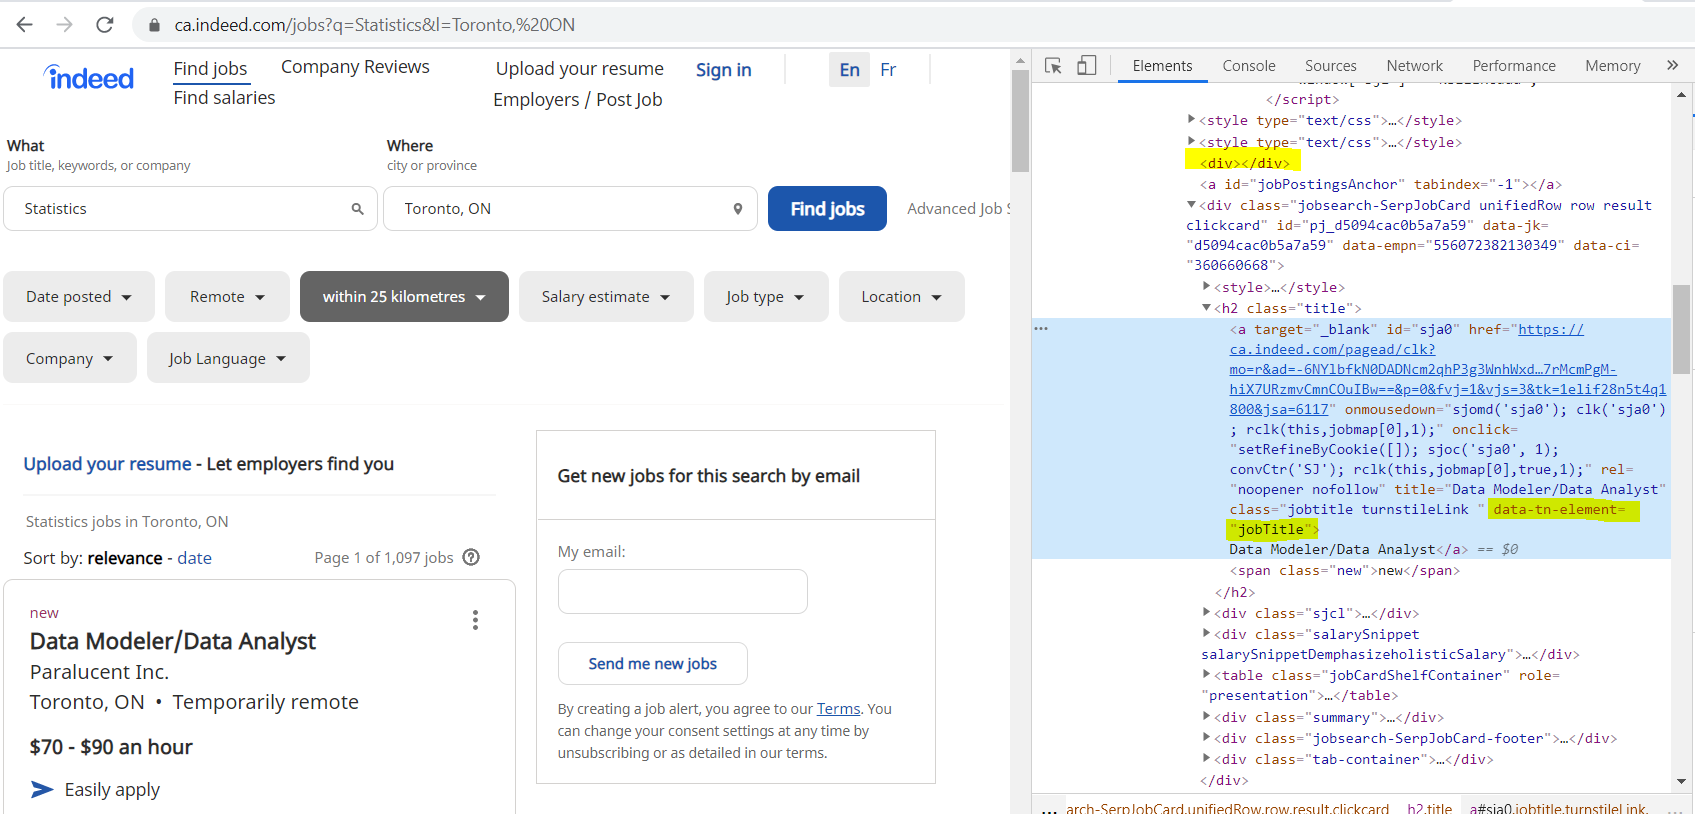 ca.indeed.com/jobs?q=Statistics&l=Toronto,%20ON
indeed
Find jobs
Company Reviews
Find salaries
Upload your resume
Sign in
En Fr
Employers / Post Job
What
Job title, keywords, or company
Where
city or province
Statistics
Toronto, ON
Find jobs
Advanced Job
Date posted
Remote
within 25 kilometres
Salary estimate
Job type
Location
Company
Job Language
Upload your resume - Let employers find you
Statistics jobs in Toronto, ON
Sort by: relevance - date
Page 1 of 1,097 jobs
new
Data Modeler/Data Analyst
Paralucent Inc.
Toronto, ON • Temporarily remote
$70 - $90 an hour
Easily apply
Get new jobs for this search by email
My email:
Send me new jobs
By creating a job alert, you agree to our Terms. You
can change your consent settings at any time by
unsubscribing or as detailed in our terms.
Elements Console Sources Network Performance Memory »
</script>
<style type="text/css">…</style>
<style type="text/css">…</style>
<div></div>
<a id="jobPostingsAnchor" tabindex="-1"></a>
<div class="jobsearch-SerpJobCard unifiedRow row result
clickcard" id="pj_d5094cac0b5a7a59" data-jk=
"d5094cac0b5a7a59" data-empn="556072382130349" data-ci=
"360660668">
<style>…</style>
<h2 class="title">
<a target="_blank" id="sja0" href="https://
ca.indeed.com/pagead/clk?
mo=r&ad=-6NYlbfkN0DADNcm2qhP3g3WnhWxd…7rMcmPgM-
hiX7URzmvCmnCOuIBw==&p=0&fvj=1&vjs=3&tk=1elif28n5t4q1
800&jsa=6117" onmousedown="sjomd('sja0'); clk('sja0')
; rclk(this,jobmap[0],1);" onclick=
"setRefineByCookie([]); sjoc('sja0', 1);
convCtr('SJ'); rclk(this,jobmap[0],true,1);" rel=
"noopener nofollow" title="Data Modeler/Data Analyst"
class="jobtitle turnstileLink " data-tn-element=
"jobTitle">
Data Modeler/Data Analyst</a> == $0
<span class="new">new</span>
</h2>
<div class="sjcl">…</div>
<div class="salarySnippet
salarySnippetDemphasizeholisticSalary">…</div>
<table class="jobCardShelfContainer" role=
"presentation">…</table>
<div class="summary">…</div>
<div class="jobsearch-SerpJobCard-footer">…</div>
<div class="tab-container">…</div>
</div>
… arch-SerpJobCard.unifiedRow.row.result.clickcard h2.title a#sja0.jobtitle.turnstileLink. …